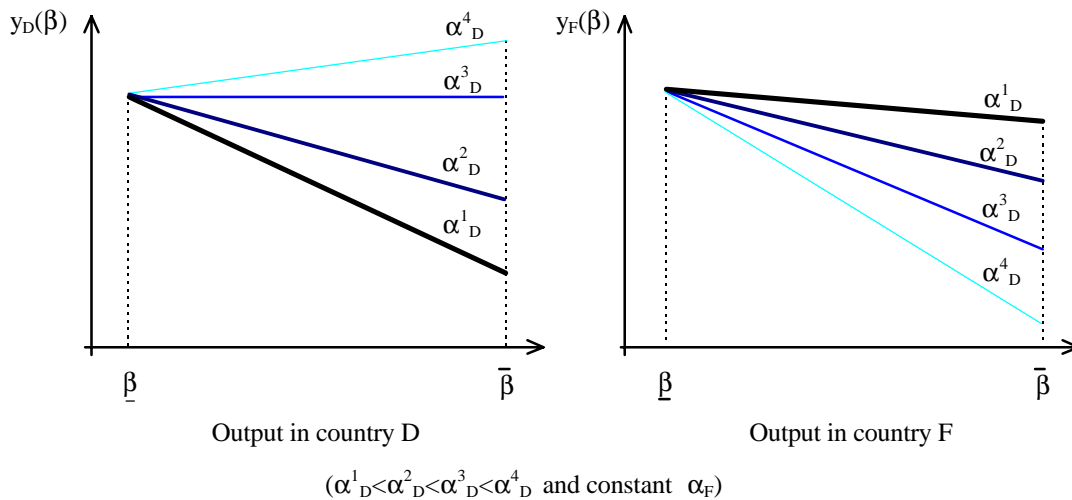 y_D(β)
α⁴_D
α³_D
α²_D
α¹_D
β
β̄
Output in country D
y_F(β)
α¹_D
α²_D
α³_D
α⁴_D
β
β̄
Output in country F
(α¹_D<α²_D<α³_D<α⁴_D and constant α_F)